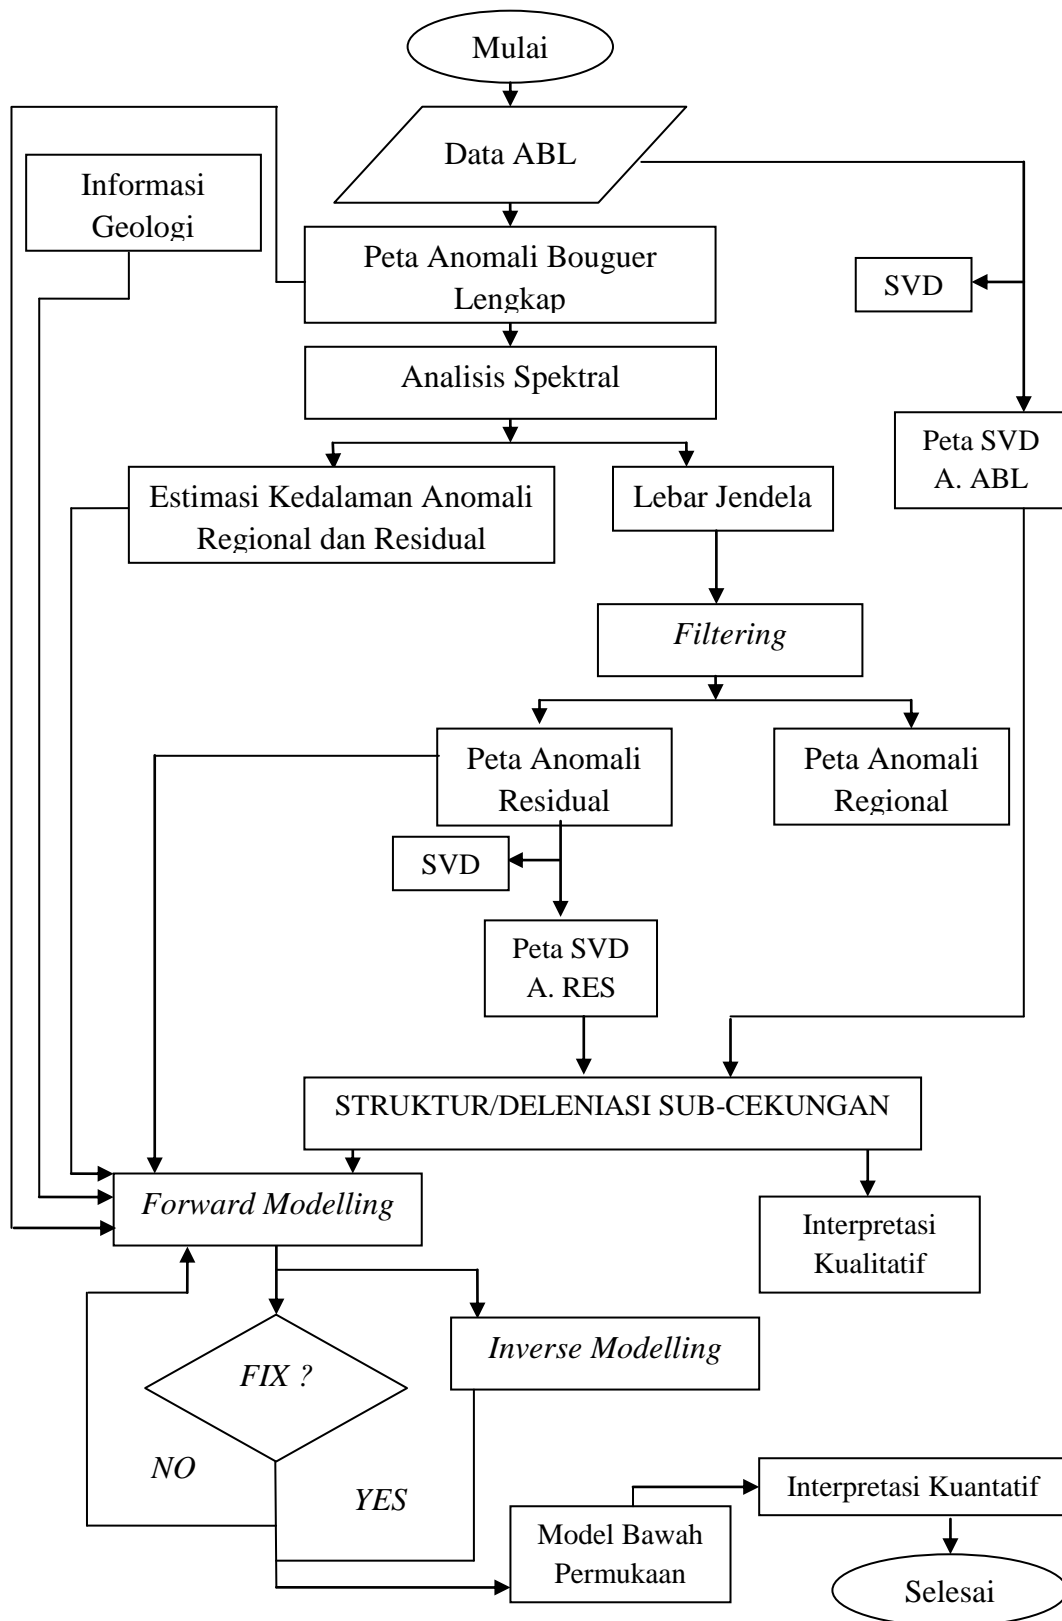 Mulai
Data ABL
Informasi
Geologi
Peta Anomali Bouguer
Lengkap
SVD
Analisis Spektral
Peta SVD
A. ABL
Estimasi Kedalaman Anomali
Regional dan Residual
Lebar Jendela
Filtering
Peta Anomali
Residual
Peta Anomali
Regional
SVD
Peta SVD
A. RES
STRUKTUR/DELENIASI SUB-CEKUNGAN
Forward Modelling
Interpretasi
Kualitatif
FIX ?
Inverse Modelling
NO
YES
Model Bawah
Permukaan
Interpretasi Kuantatif
Selesai